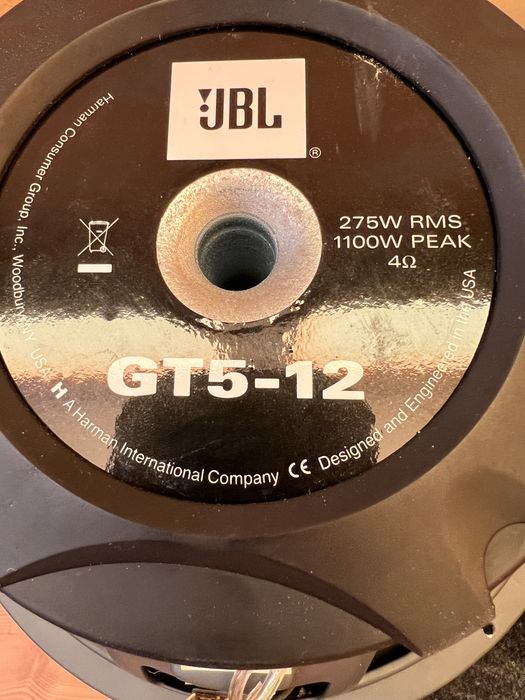 JBL
®
275W RMS
1100W PEAK
4Ω
GT5-12
Harman Consumer Group, Inc., Woodbury, NY USA
H A Harman International Company CE Designed and Engineered in the USA